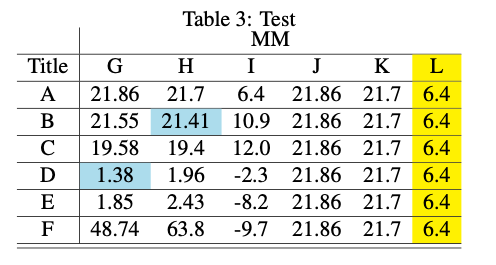 Table 3: Test
MM
Title G H I J K L
A 21.86 21.7 6.4 21.86 21.7 6.4
B 21.55 21.41 10.9 21.86 21.7 6.4
C 19.58 19.4 12.0 21.86 21.7 6.4
D 1.38 1.96 -2.3 21.86 21.7 6.4
E 1.85 2.43 -8.2 21.86 21.7 6.4
F 48.74 63.8 -9.7 21.86 21.7 6.4